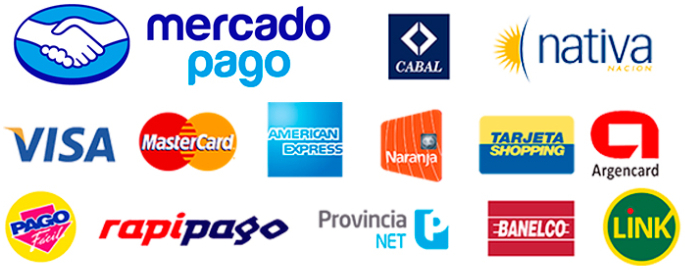 mercado
pago
CABAL
nativa
NACION
VISA
MasterCard
AMERICAN
EXPRESS
Naranja
TARJETA
SHOPPING
Argencard
PAGO
Fácil
rapipago
Provincia
NET
BANELCO
LINK